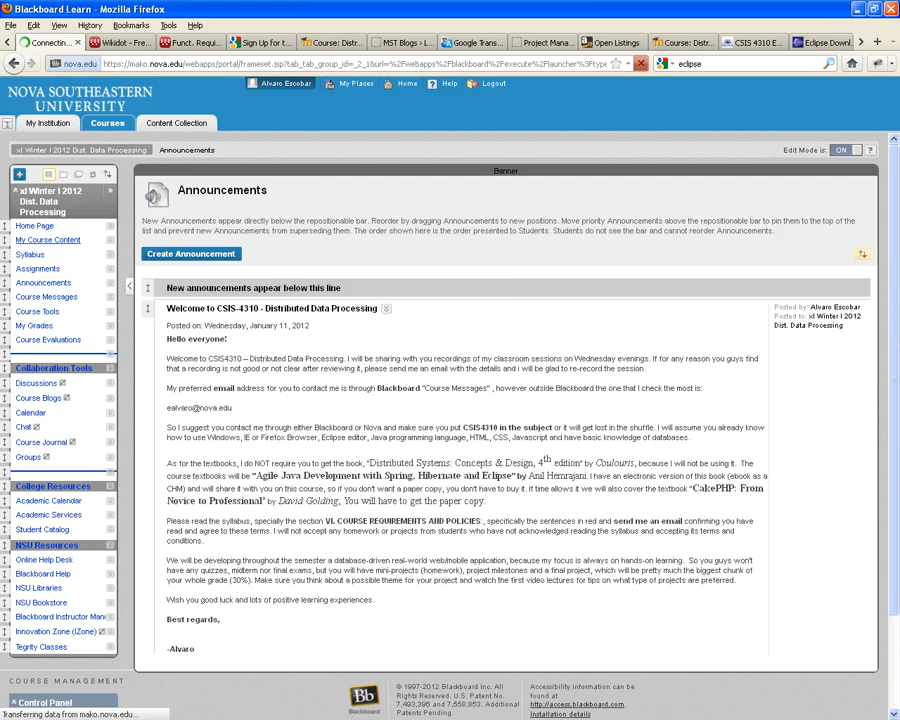 Blackboard Learn - Mozilla Firefox
File Edit View History Bookmarks Tools Help
Connectin... Wikidot - Fre... Funct. Requi... Sign Up for t... Course: Distr... MST Blogs » L... Google Trans... Project Mana... Open Listings Course: Distr... CSIS 4310 E... Eclipse Downl...
nova.edu https://mako.nova.edu/webapps/portal/frameset.jsp?tab_tab_group_id=_2_1&url=%2Fwebapps%2Fblackboard%2Fexecute%2Flauncher%3Ftype eclipse
Alvaro Escobar My Places Home Help Logout
NOVA SOUTHEASTERN
UNIVERSITY
My Institution Courses Content Collection
xl Winter I 2012 Dist. Data Processing Announcements Edit Mode is: ON ?
Banner
xl Winter I 2012
Dist. Data
Processing
Home Page
My Course Content
Syllabus
Assignments
Announcements
Course Messages
Course Tools
My Grades
Course Evaluations
Collaboration Tools
Discussions
Course Blogs
Calendar
Chat
Course Journal
Groups
College Resources
Academic Calendar
Academic Services
Student Catalog
NSU Resources
Online Help Desk
Blackboard Help
NSU Libraries
NSU Bookstore
Blackboard Instructor Man
Innovation Zone (IZone)
Tegrity Classes
COURSE MANAGEMENT
Control Panel
Announcements
New Announcements appear directly below the repositionable bar. Reorder by dragging Announcements to new positions. Move priority Announcements above the repositionable bar to pin them to the top of the
list and prevent new Announcements from superseding them. The order shown here is the order presented to Students. Students do not see the bar and cannot reorder Announcements.
Create Announcement
New announcements appear below this line
Welcome to CSIS-4310 - Distributed Data Processing
Posted by: Alvaro Escobar
Posted to: xl Winter I 2012
Dist. Data Processing
Posted on: Wednesday, January 11, 2012
Hello everyone!
Welcome to CSIS4310 – Distributed Data Processing. I will be sharing with you recordings of my classroom sessions on Wednesday evenings. If for any reason you guys find
that a recording is not good or not clear after reviewing it, please send me an email with the details and i will be glad to re-record the session.
My preferred email address for you to contact me is through Blackboard "Course Messages" , however outside Blackboard the one that I check the most is:
ealvaro@nova.edu
So I suggest you contact me through either Blackboard or Nova and make sure you put CSIS4310 in the subject or it will get lost in the shuffle. I will assume you already know
how to use Windows, IE or Firefox Browser, Eclipse editor, Java programming language, HTML, CSS, Javascript and have basic knowledge of databases.
As for the textbooks, I do NOT require you to get the book, "Distributed Systems: Concepts & Design, 4th edition" by Coulouris, because I will not be using it. The
course textbooks will be "Agile Java Development with Spring, Hibernate and Eclipse" by Anil Hemrajani. I have an electronic version of this book (ebook as a
CHM) and will share it with you on this course, so if you don't want a paper copy, you don't have to buy it. If time allows it we will also cover the textbook "CakePHP: From
Novice to Professional" by David Golding, You will have to get the paper copy.
Please read the syllabus, specially the section VI. COURSE REQUIREMENTS AND POLICIES:, specifically the sentences in red and send me an email confirming you have
read and agree to these terms. I will not accept any homework or projects from students who have not acknowledged reading the syllabus and accepting its terms and
conditions.
We will be developing throughout the semester a database-driven real-world web/mobile application, because my focus is always on hands-on learning. So you guys won't
have any quizzes, midterm nor final exams, but you will have mini-projects (homework), project milestones and a final project, which will be pretty much the biggest chunk of
your whole grade (30%). Make sure you think about a possible theme for your project and watch the first video lectures for tips on what type of projects are preferred.
Wish you good luck and lots of positive learning experiences.
Best regards,
-Alvaro
Bb
Blackboard
© 1997-2012 Blackboard Inc. All
Rights Reserved. U.S. Patent No.
7,493,396 and 7,558,853. Additional
Patents Pending.
Accessibility information can be
found at
http://access.blackboard.com.
Installation details
Transferring data from mako.nova.edu...